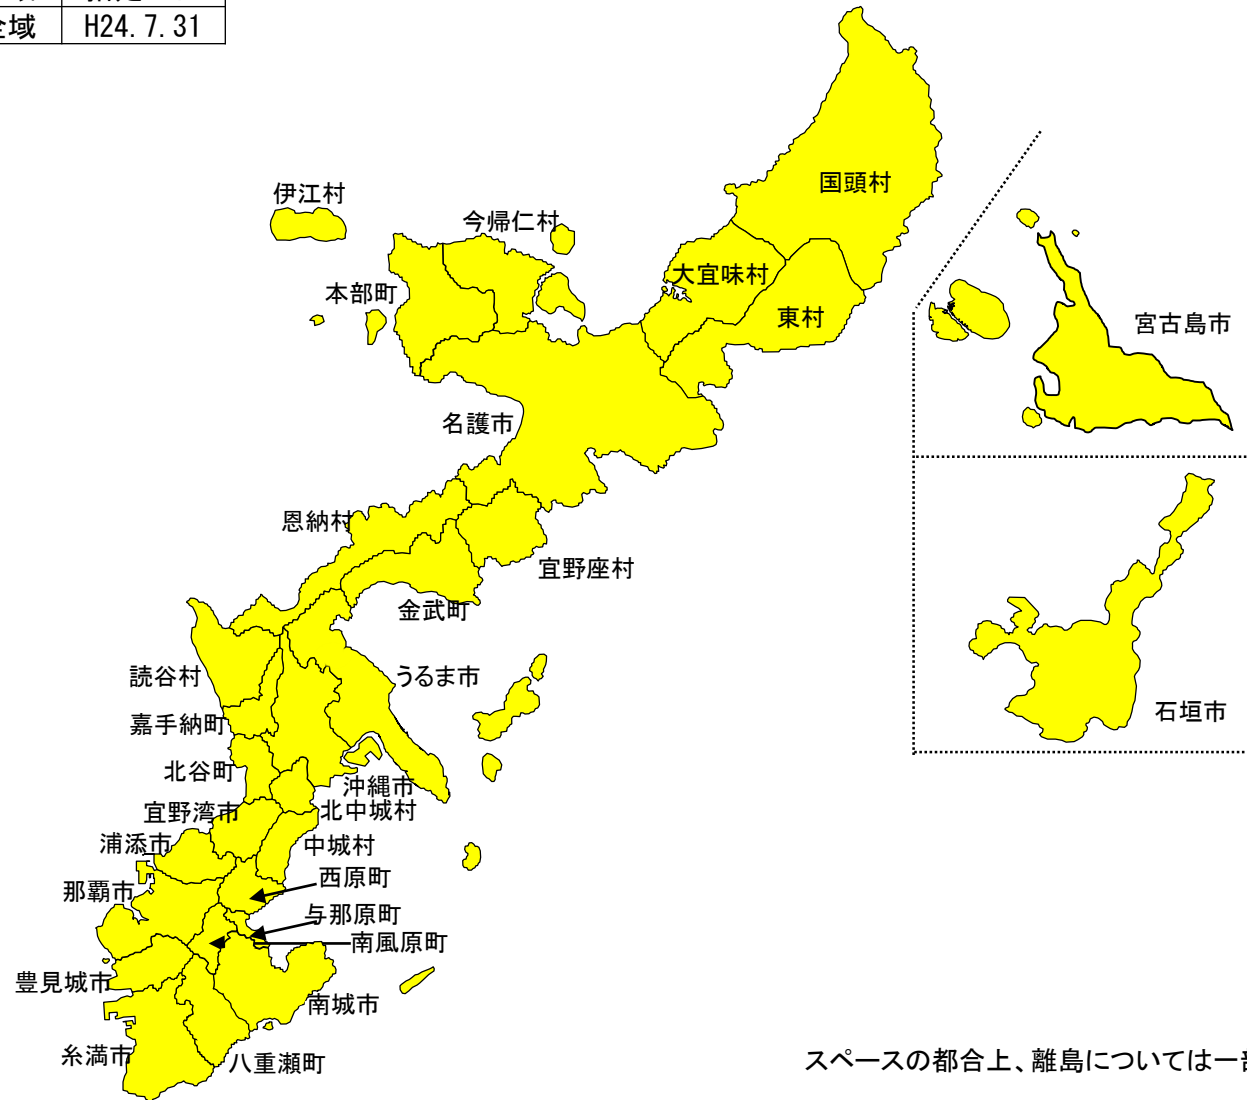 全域 H24.7.31
国頭村
伊江村
今帰仁村
大宜味村
本部町
東村
宮古島市
名護市
恩納村
宜野座村
金武町
読谷村
うるま市
嘉手納町
石垣市
北谷町
沖縄市
宜野湾市
北中城村
浦添市
中城村
西原町
那覇市
与那原町
南風原町
豊見城市
南城市
糸満市
八重瀬町
スペースの都合上、離島については一部